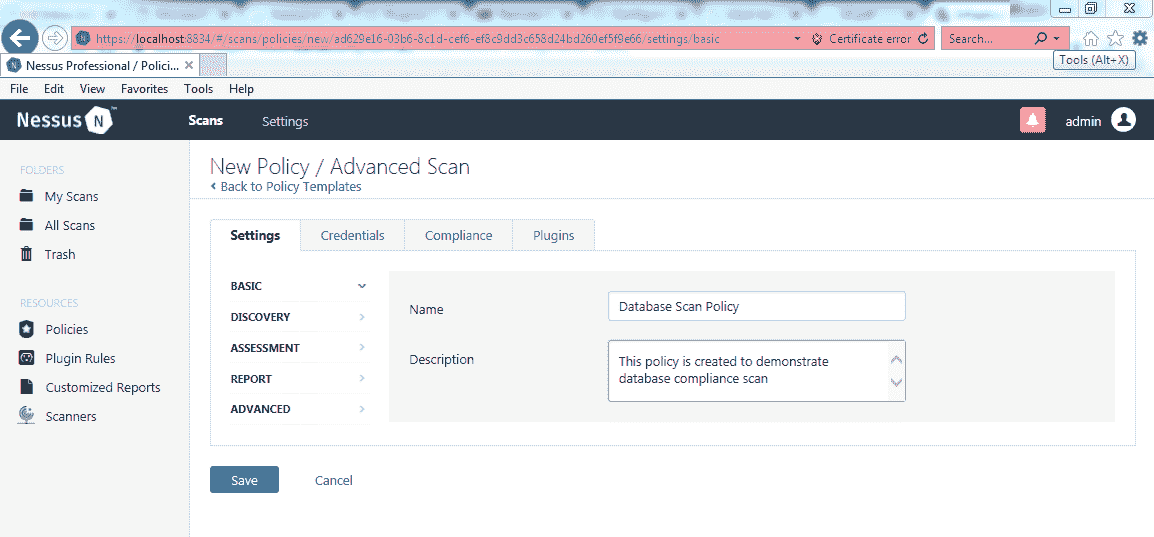 https://localhost:8834/#/scans/policies/new/ad629e16-03b6-8c1d-cef6-ef8c9dd3c658d24bd260ef5f9e66/settings/basic
Certificate error
Search...
Nessus Professional / Polici...
Tools (Alt+X)
File Edit View Favorites Tools Help
Nessus N ™
Scans
Settings
admin
FOLDERS
My Scans
All Scans
Trash
RESOURCES
Policies
Plugin Rules
Customized Reports
Scanners
New Policy / Advanced Scan
Back to Policy Templates
Settings
Credentials
Compliance
Plugins
BASIC
DISCOVERY
ASSESSMENT
REPORT
ADVANCED
Name
Database Scan Policy
Description
This policy is created to demonstrate
database compliance scan
Save
Cancel